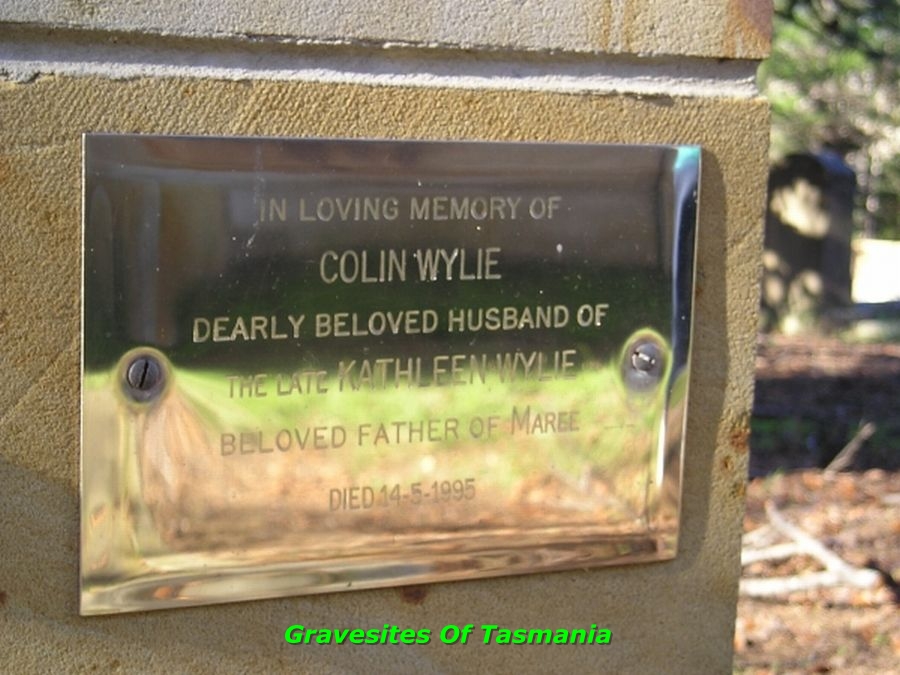 IN LOVING MEMORY OF
COLIN WYLIE
DEARLY BELOVED HUSBAND OF
THE LATE KATHLEEN WYLIE
BELOVED FATHER OF MAREE
DIED 14-5-1995
Gravesites Of Tasmania